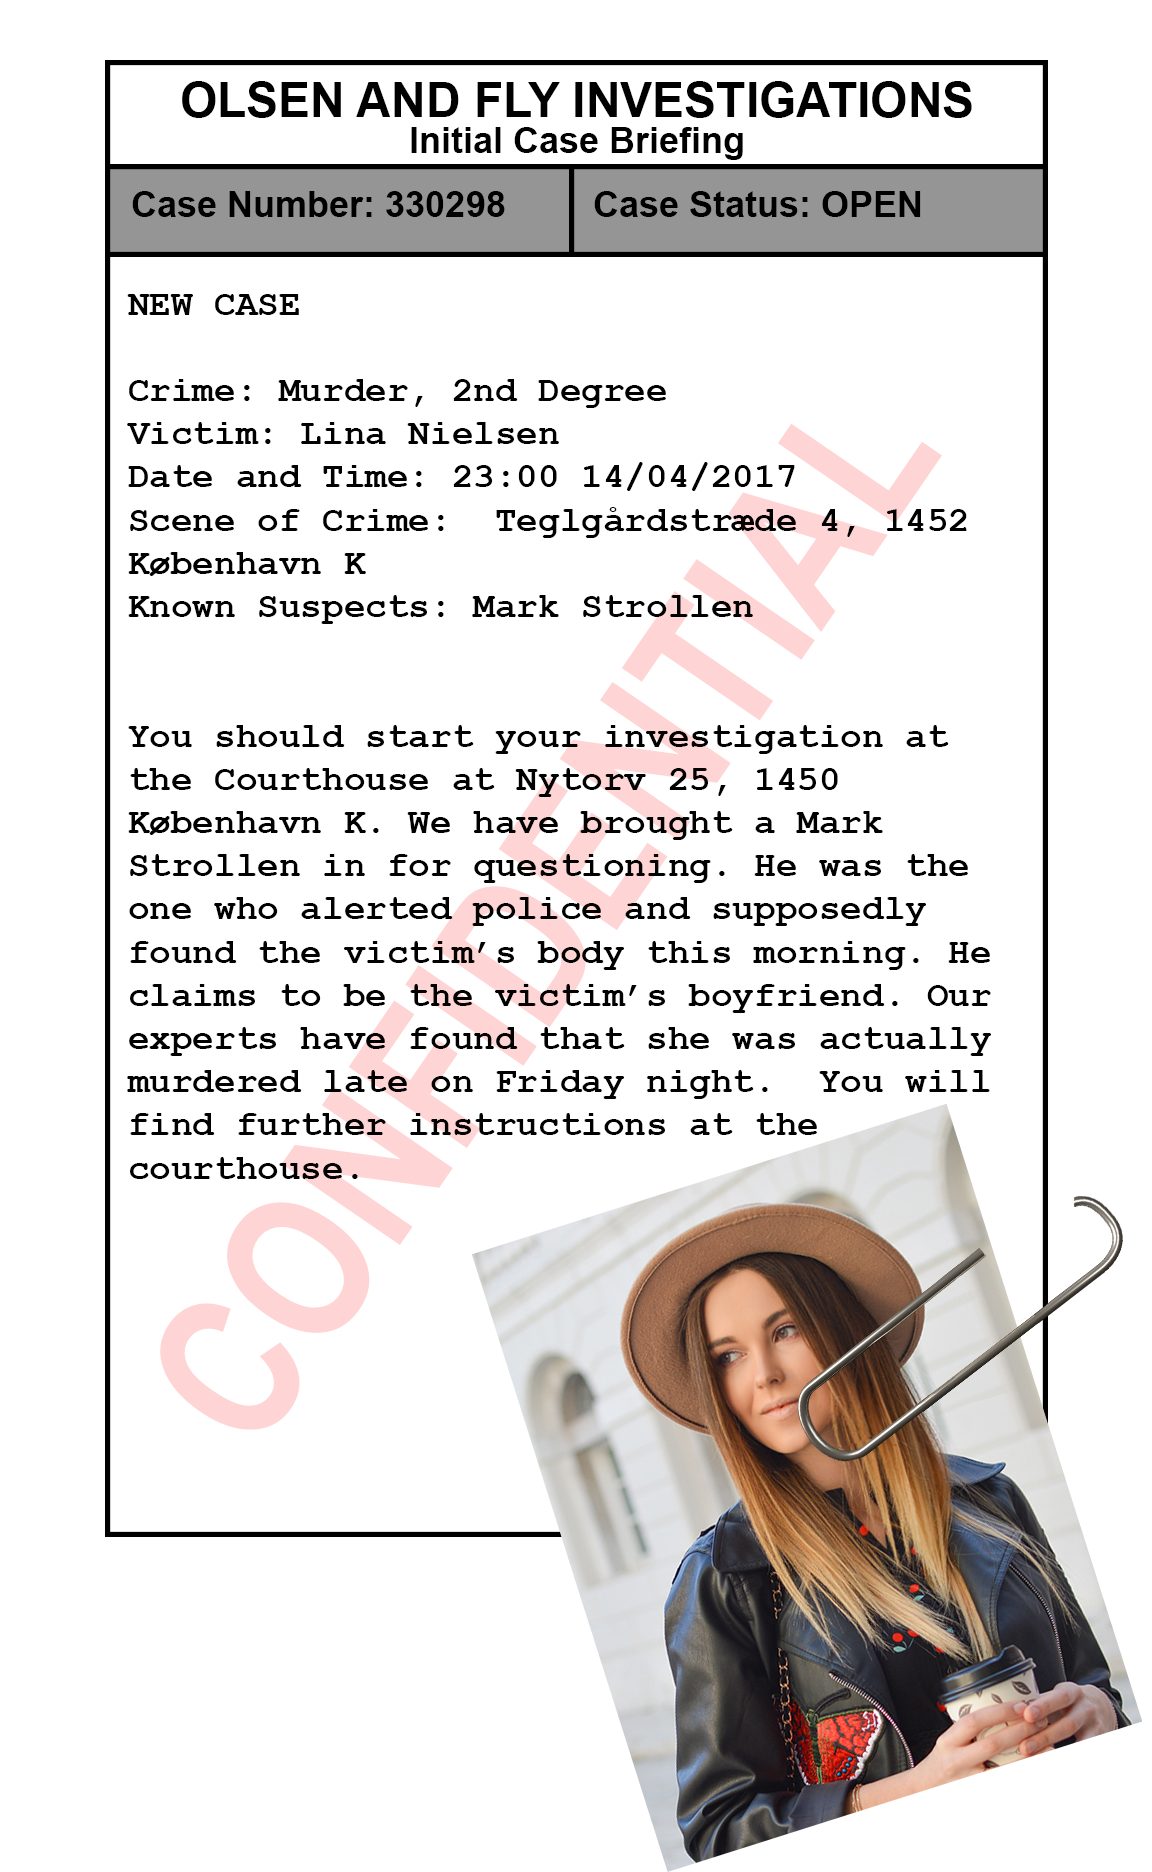 OLSEN AND FLY INVESTIGATIONS
Initial Case Briefing
Case Number: 330298
Case Status: OPEN
NEW CASE
Crime: Murder, 2nd Degree
Victim: Lina Nielsen
Date and Time: 23:00 14/04/2017
Scene of Crime:  Teglgårdstræde 4, 1452
København K
Known Suspects: Mark Strollen
You should start your investigation at
the Courthouse at Nytorv 25, 1450
København K. We have brought a Mark
Strollen in for questioning. He was the
one who alerted police and supposedly
found the victim’s body this morning. He
claims to be the victim’s boyfriend. Our
experts have found that she was actually
murdered late on Friday night.  You will
find further instructions at the
courthouse.
CONFIDENTIAL